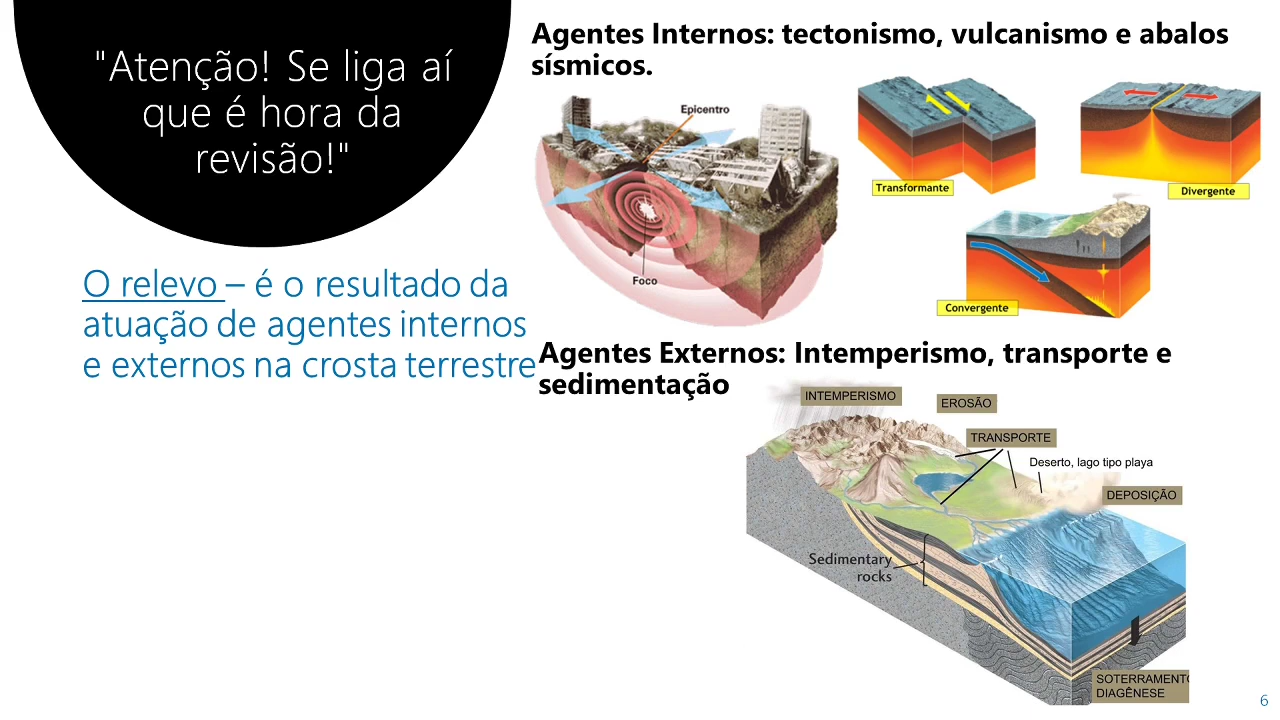 "Atenção! Se liga aí
que é hora da
revisão!"
O relevo – é o resultado da
atuação de agentes internos
e externos na crosta terrestre
Agentes Internos: tectonismo, vulcanismo e abalos
sísmicos.
Epicentro
Foco
Transformante
Divergente
Convergente
Agentes Externos: Intemperismo, transporte e
sedimentação
INTEMPERISMO
EROSÃO
TRANSPORTE
Deserto, lago tipo playa
DEPOSIÇÃO
Sedimentary
rocks
SOTERRAMENTO
DIAGÊNESE
6